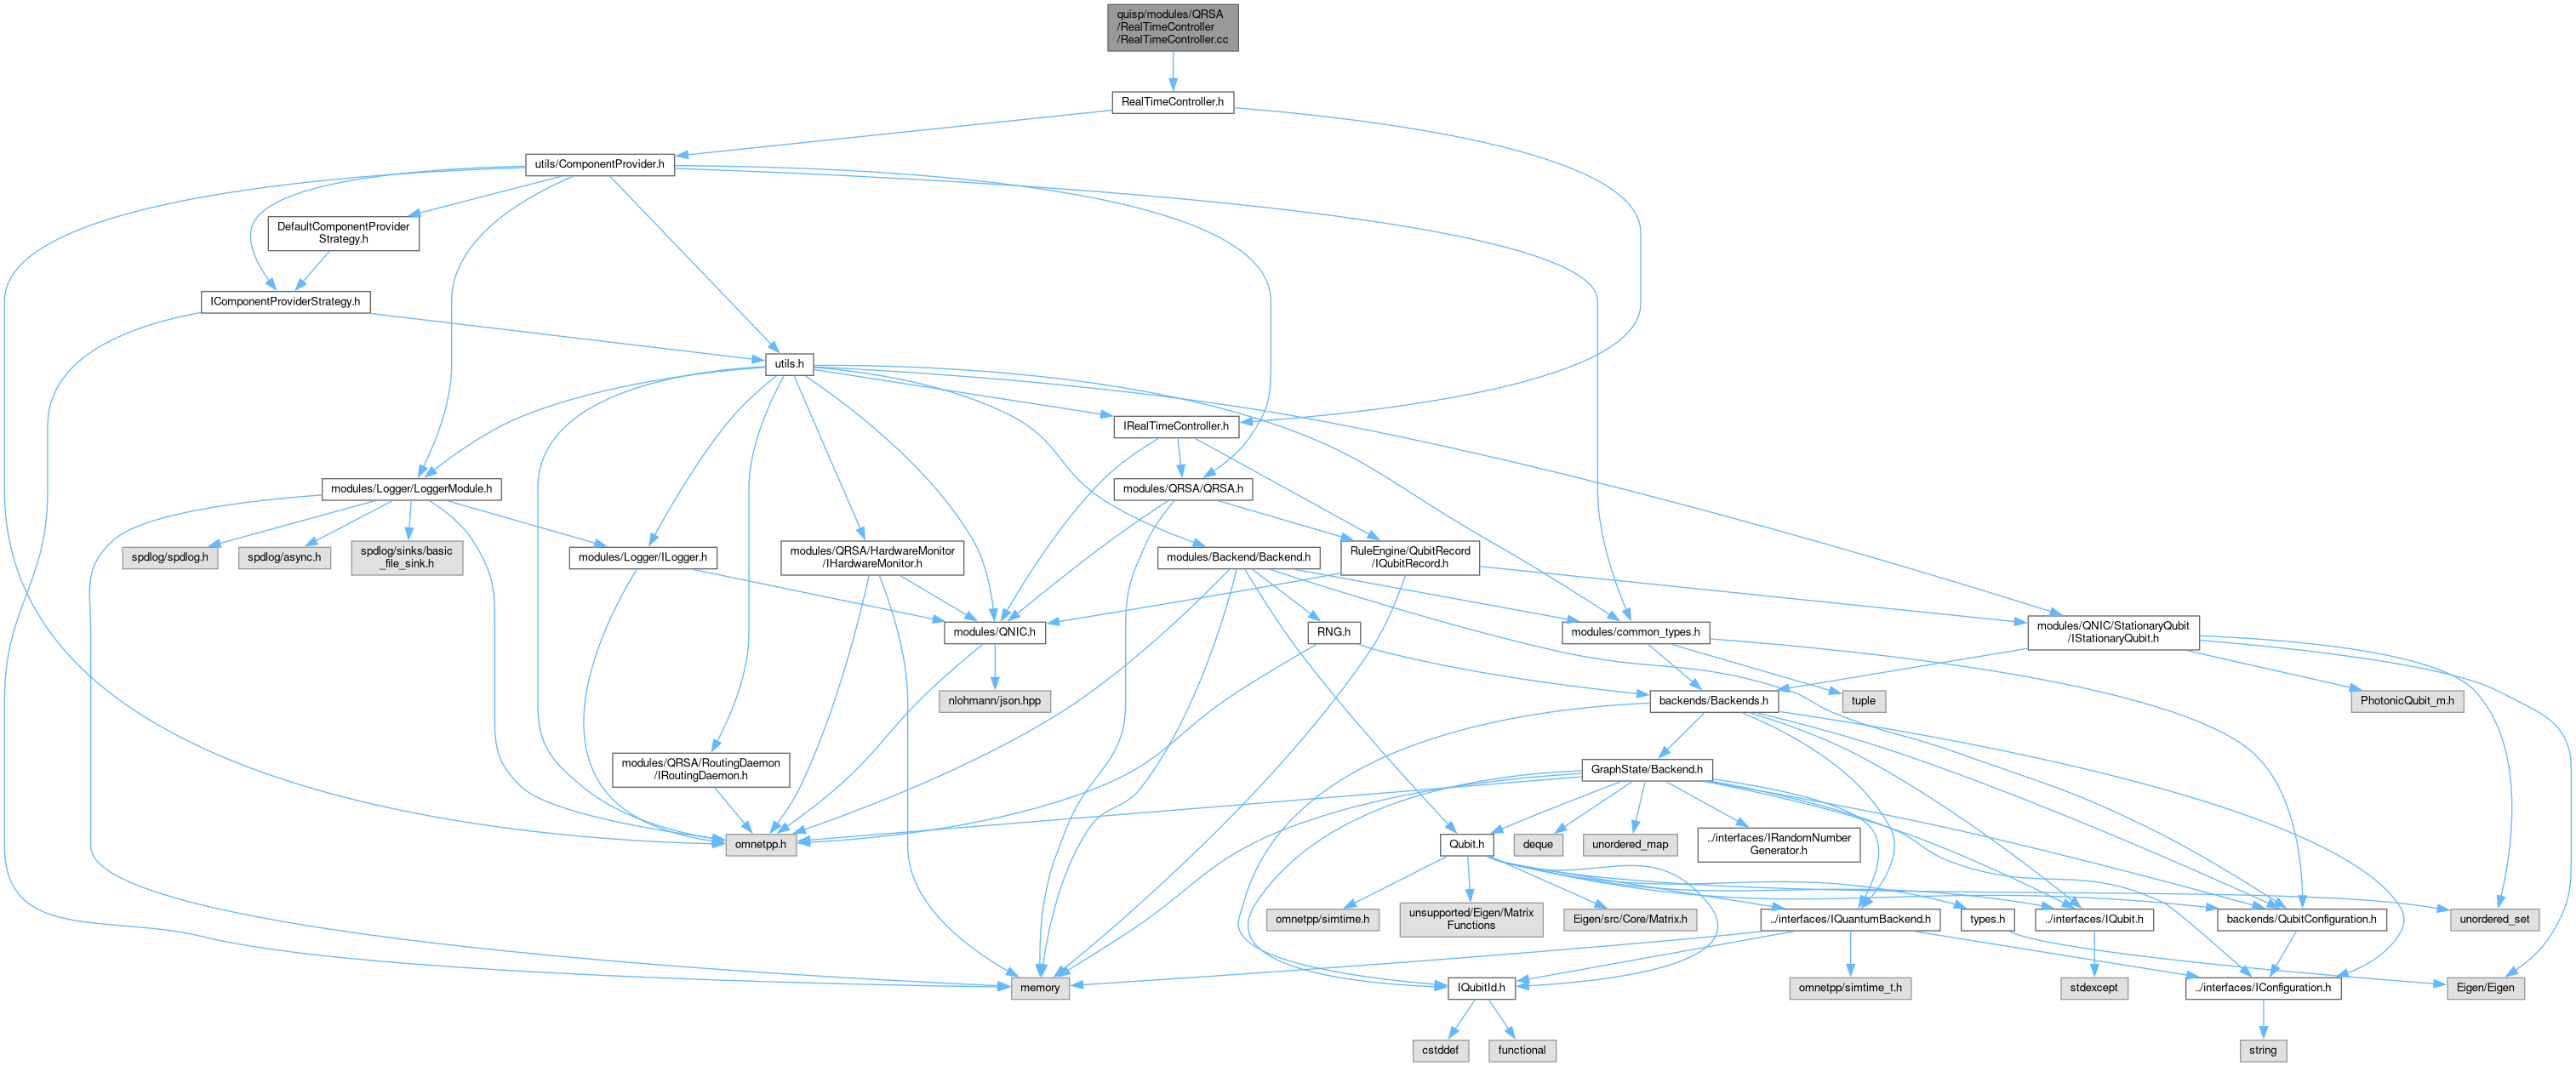 quisp/modules/QRSA
/RealTimeController
/RealTimeController.cc
RealTimeController.h
utils/ComponentProvider.h
DefaultComponentProvider
Strategy.h
IComponentProviderStrategy.h
utils.h
IRealTimeController.h
modules/Logger/LoggerModule.h
modules/QRSA/QRSA.h
spdlog/spdlog.h
spdlog/async.h
spdlog/sinks/basic
_file_sink.h
modules/Logger/ILogger.h
modules/QRSA/HardwareMonitor
/IHardwareMonitor.h
modules/Backend/Backend.h
RuleEngine/QubitRecord
/IQubitRecord.h
modules/QNIC.h
RNG.h
modules/common_types.h
modules/QNIC/StationaryQubit
/IStationaryQubit.h
nlohmann/json.hpp
backends/Backends.h
tuple
PhotonicQubit_m.h
modules/QRSA/RoutingDaemon
/IRoutingDaemon.h
GraphState/Backend.h
omnetpp.h
Qubit.h
deque
unordered_map
../interfaces/IRandomNumber
Generator.h
omnetpp/simtime.h
unsupported/Eigen/Matrix
Functions
Eigen/src/Core/Matrix.h
../interfaces/IQuantumBackend.h
types.h
../interfaces/IQubit.h
backends/QubitConfiguration.h
unordered_set
memory
IQubitId.h
omnetpp/simtime_t.h
stdexcept
../interfaces/IConfiguration.h
Eigen/Eigen
cstddef
functional
string